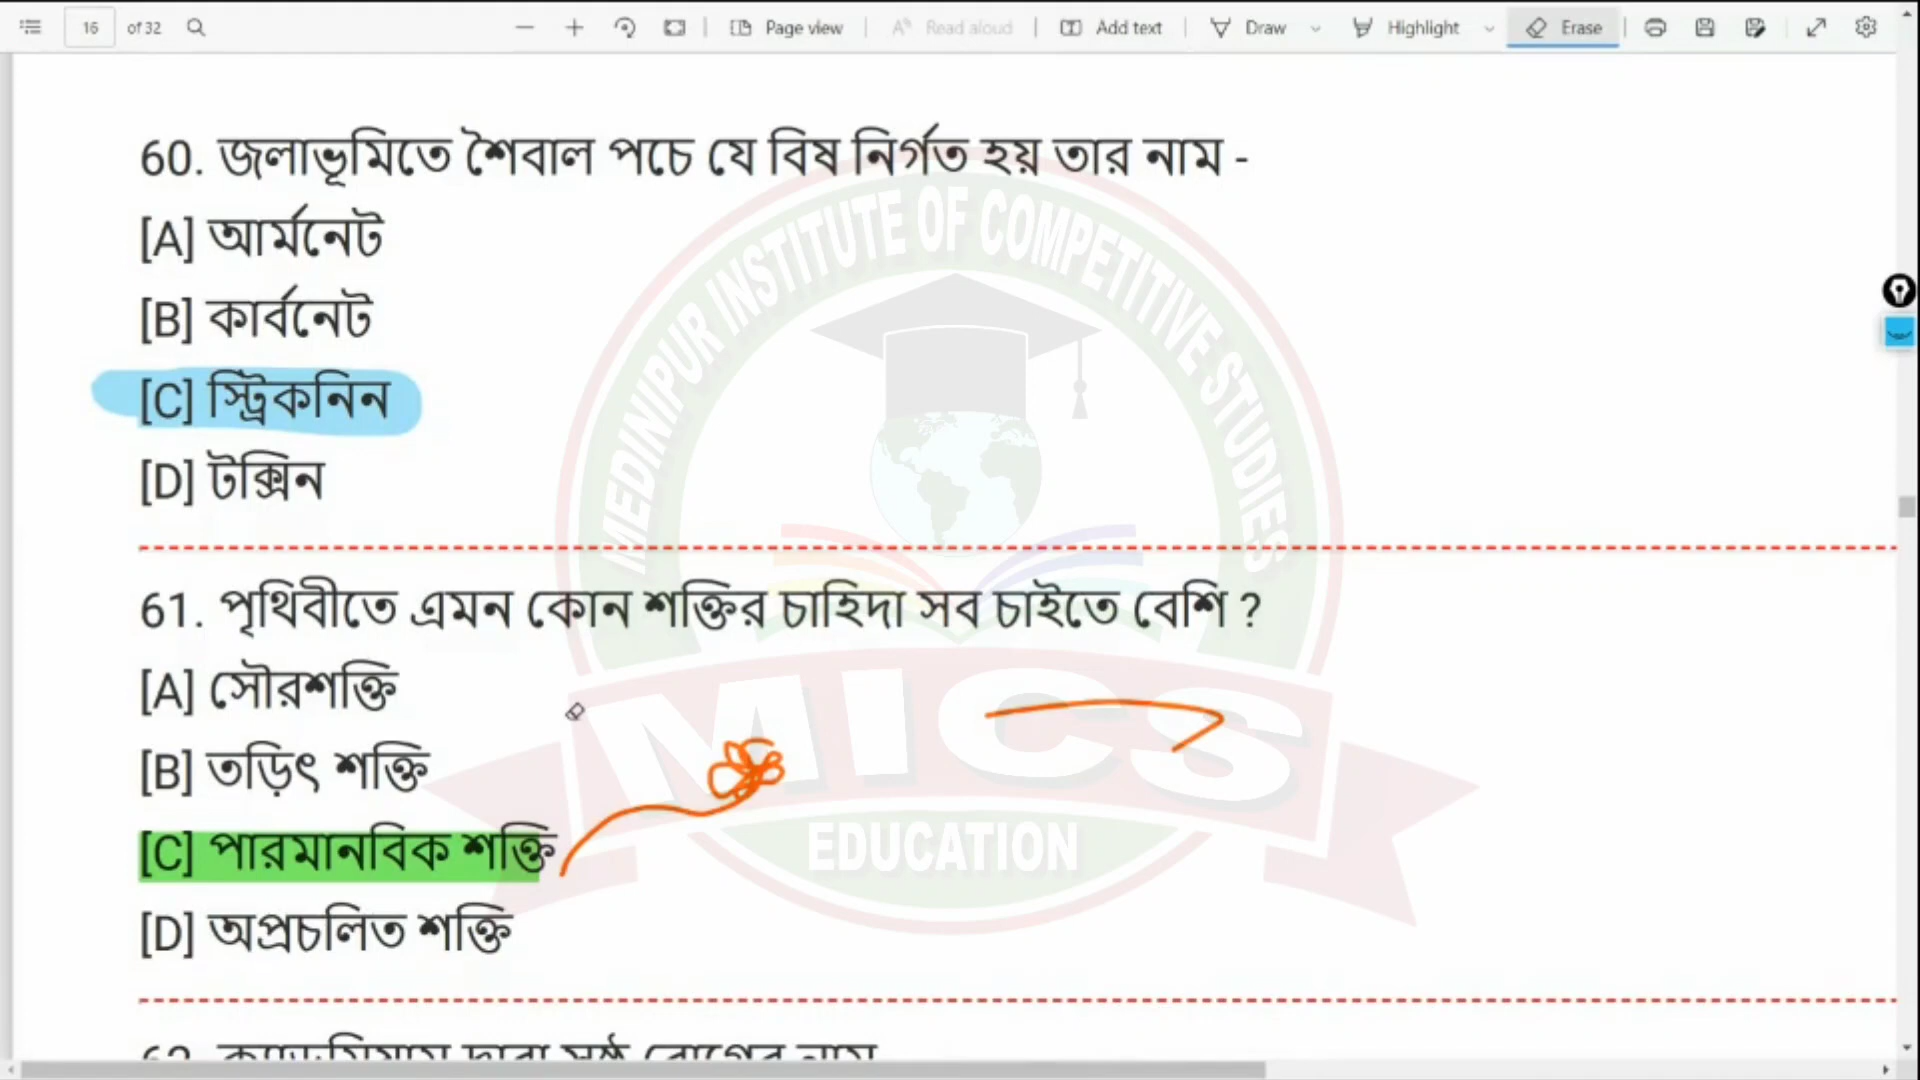 16 of 32 Page view Read aloud Add text Draw Highlight Erase
60. জলাভূমিতে শৈবাল পচে যে বিষ নির্গত হয় তার নাম -
[A] আর্মনেট
[B] কার্বনেট
[C] স্ট্রিকনিন
[D] টক্সিন
61. পৃথিবীতে এমন কোন শক্তির চাহিদা সব চাইতে বেশি ?
[A] সৌরশক্তি
[B] তড়িৎ শক্তি
[C] পারমানবিক শক্তি
[D] অপ্রচলিত শক্তি
MEDINIPUR INSTITUTE OF COMPETITIVE STUDIES
MICS
EDUCATION